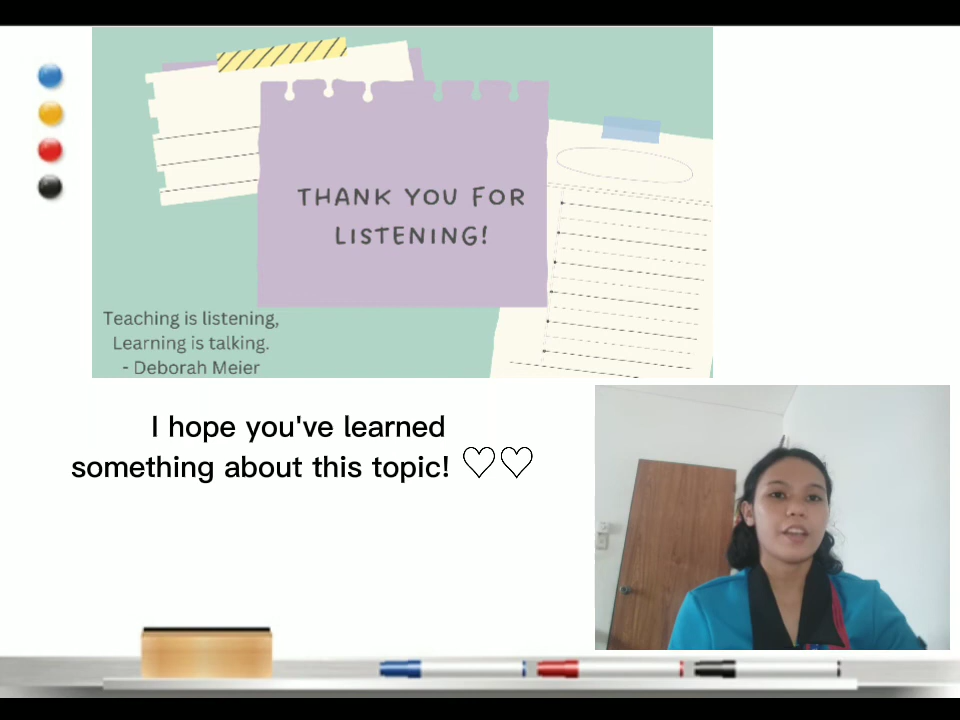 THANK YOU FOR
LISTENING!
Teaching is listening,
Learning is talking.
- Deborah Meier
I hope you've learned
something about this topic! ♡♡